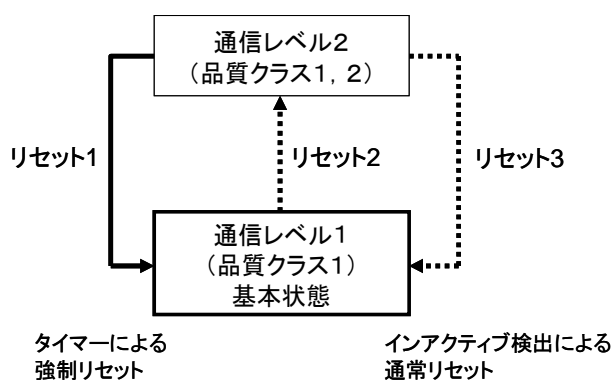 通信レベル2
（品質クラス1，2）
リセット1
リセット2
リセット3
通信レベル1
（品質クラス1）
基本状態
タイマーによる
強制リセット
インアクティブ検出による
通常リセット